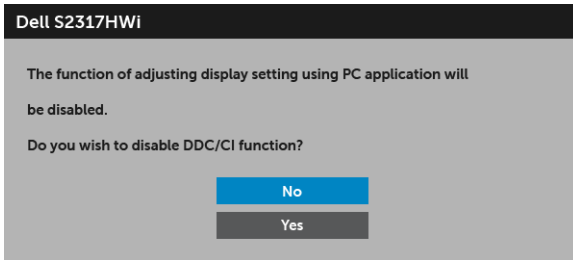 Dell S2317HWi
The function of adjusting display setting using PC application will
be disabled.
Do you wish to disable DDC/CI function?
No
Yes